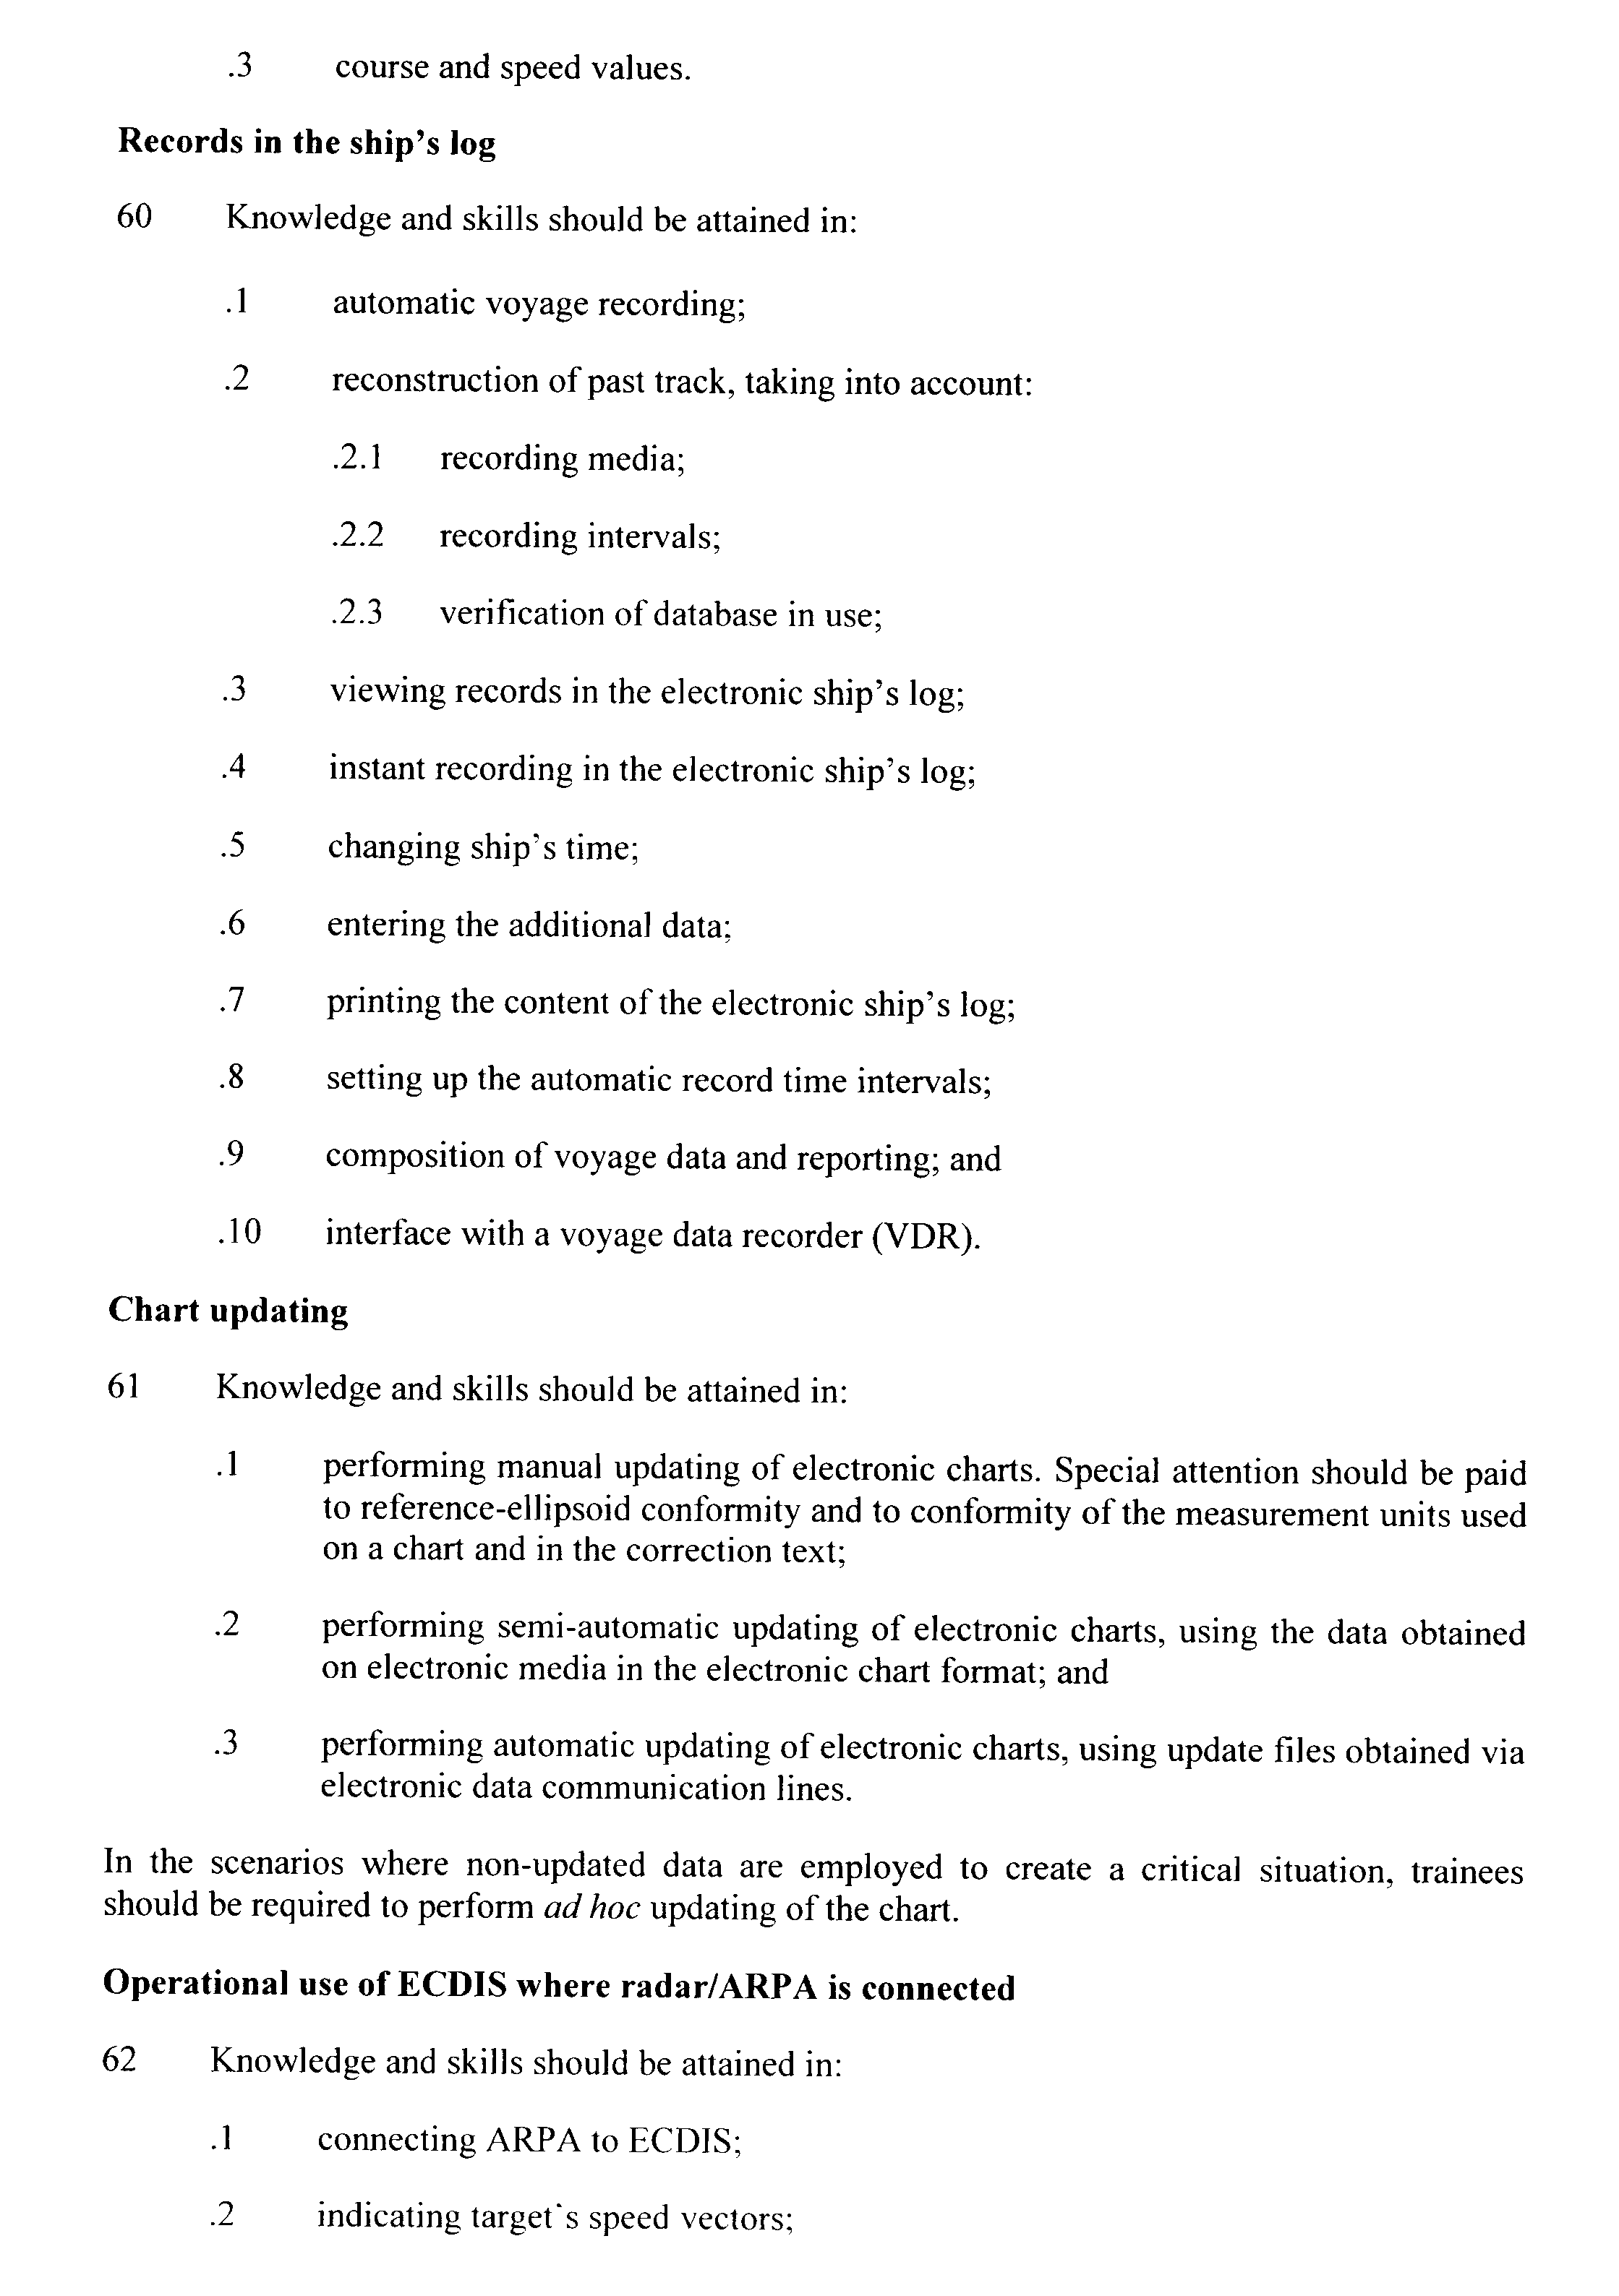 .3 course and speed values.
Records in the ship's log
60 Knowledge and skills should be attained in:
.1 automatic voyage recording;
.2 reconstruction of past track, taking into account:
.2.1 recording media;
.2.2 recording intervals;
.2.3 verification of database in use;
.3 viewing records in the electronic ship's log;
.4 instant recording in the electronic ship's log;
.5 changing ship's time;
.6 entering the additional data;
.7 printing the content of the electronic ship's log;
.8 setting up the automatic record time intervals;
.9 composition of voyage data and reporting; and
.10 interface with a voyage data recorder (VDR).
Chart updating
61 Knowledge and skills should be attained in:
.1 performing manual updating of electronic charts. Special attention should be paid
to reference-ellipsoid conformity and to conformity of the measurement units used
on a chart and in the correction text;
.2 performing semi-automatic updating of electronic charts, using the data obtained
on electronic media in the electronic chart format; and
.3 performing automatic updating of electronic charts, using update files obtained via
electronic data communication lines.
In the scenarios where non-updated data are employed to create a critical situation, trainees
should be required to perform ad hoc updating of the chart.
Operational use of ECDIS where radar/ARPA is connected
62 Knowledge and skills should be attained in:
.1 connecting ARPA to ECDIS;
.2 indicating target's speed vectors;